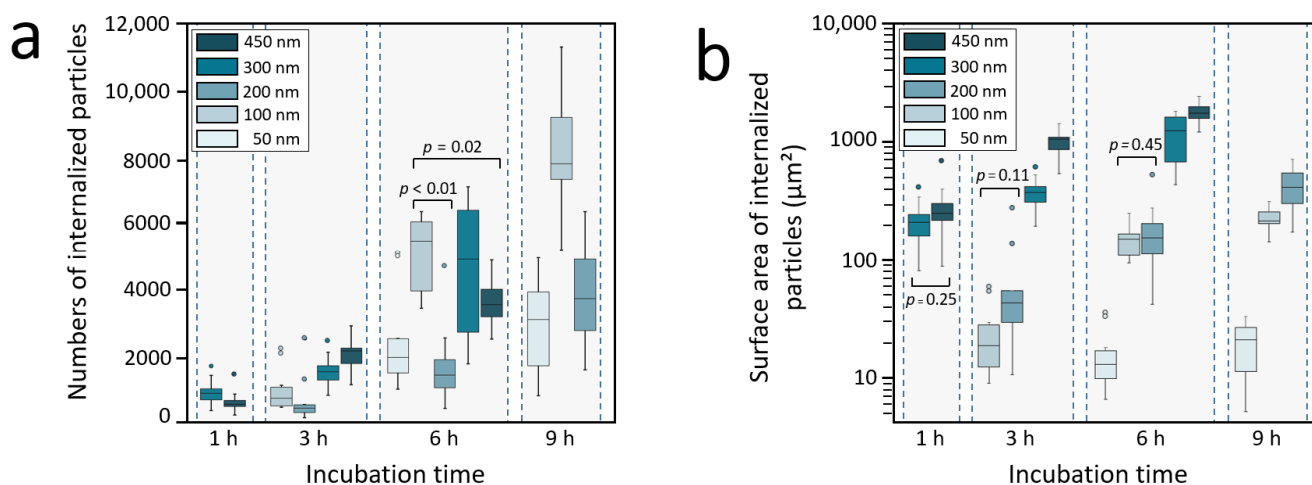 a
Numbers of internalized particles
12,000
10,000
8000
6000
4000
2000
0
450 nm
300 nm
200 nm
100 nm
50 nm
p = 0.02
p < 0.01
1 h
3 h
6 h
9 h
Incubation time
b
Surface area of internalized
particles (μm²)
10,000
1000
100
10
450 nm
300 nm
200 nm
100 nm
50 nm
p = 0.25
p = 0.11
p = 0.45
1 h
3 h
6 h
9 h
Incubation time